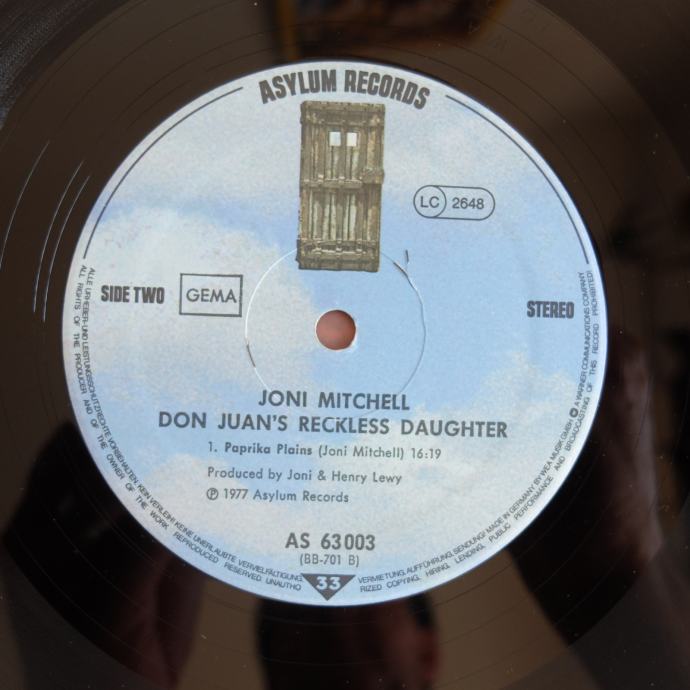 ASYLUM RECORDS
LC 2648
SIDE TWO
GEMA
STEREO
JONI MITCHELL
DON JUAN'S RECKLESS DAUGHTER
1. Paprika Plains (Joni Mitchell) 16:19
Produced by Joni & Henry Lewy
℗ 1977 Asylum Records
AS 63 003
(BB-701 B)
33
ALLE URHEBER- UND LEISTUNGSSCHUTZRECHTE VORBEHALTEN KEIN VERLEIH! KEINE UNERLAUBTE VERVIELFÄLTIGUNG, VERMIETUNG, AUFFÜHRUNG, SENDUNG! MADE IN GERMANY BY WEA MUSIK GMBH A WARNER COMMUNICATIONS COMPANY
ALL RIGHTS OF THE PRODUCER AND OF THE OWNER OF THE WORK REPRODUCED RESERVED. UNAUTHORIZED COPYING, HIRING, LENDING, PUBLIC PERFORMANCE AND BROADCASTING OF THIS RECORD PROHIBITED!